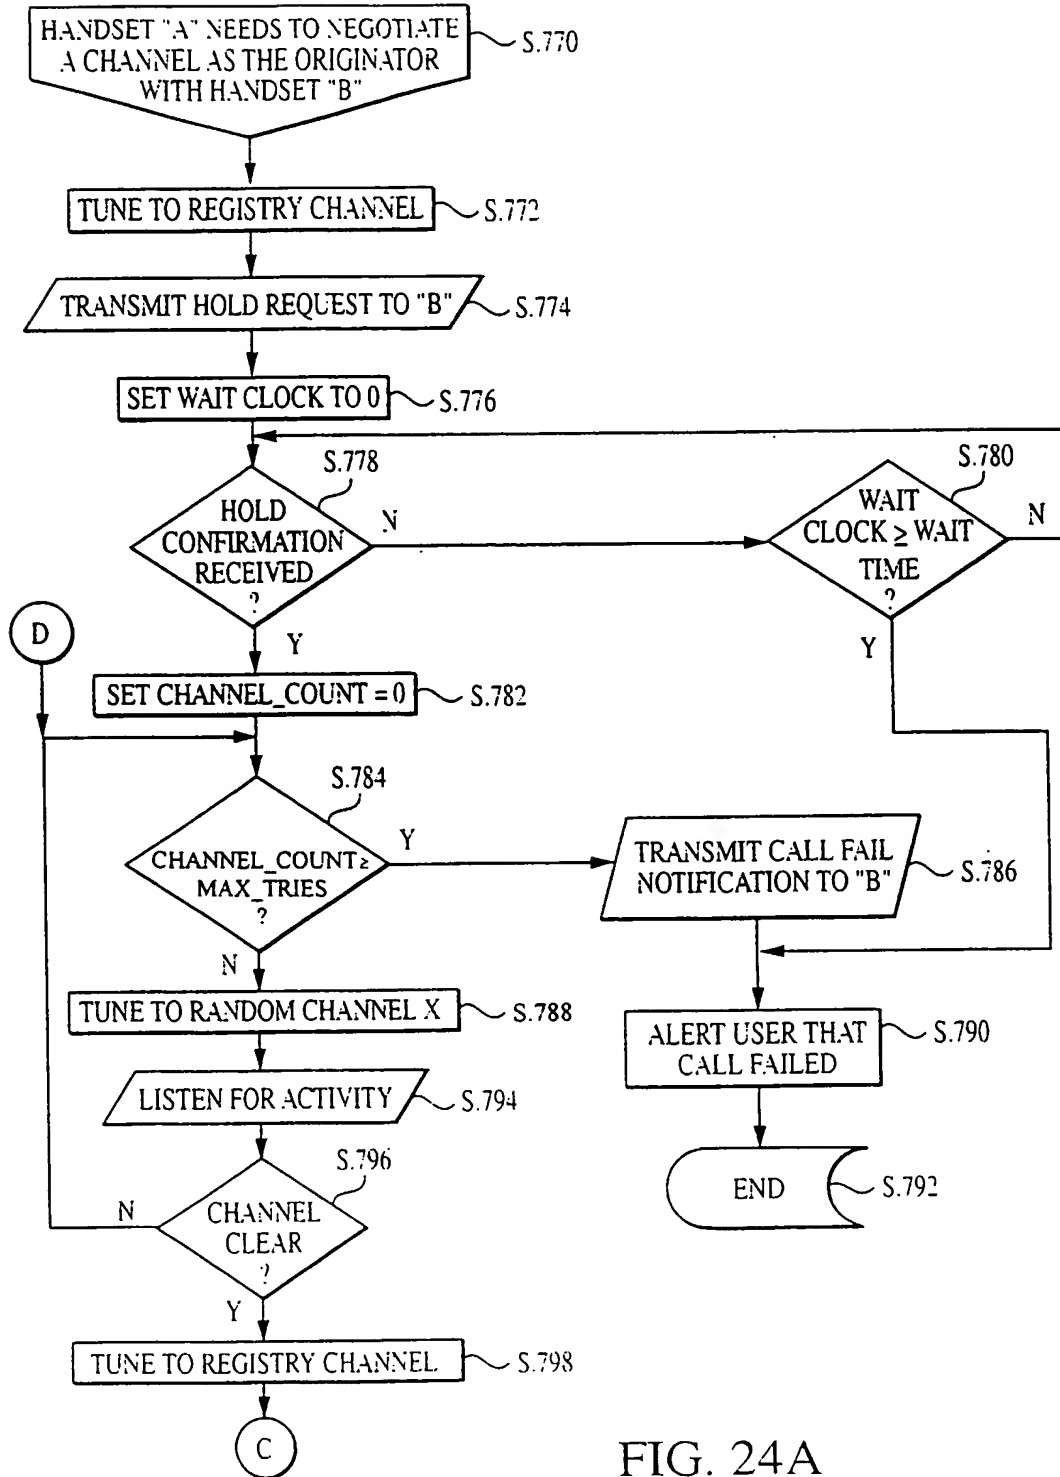 HANDSET "A" NEEDS TO NEGOTIATE
A CHANNEL AS THE ORIGINATOR
WITH HANDSET "B"
S.770
TUNE TO REGISTRY CHANNEL
S.772
TRANSMIT HOLD REQUEST TO "B"
S.774
SET WAIT CLOCK TO 0
S.776
S.778
HOLD
CONFIRMATION
RECEIVED
?
N
Y
S.780
WAIT
CLOCK ≥ WAIT
TIME
?
N
Y
D
SET CHANNEL_COUNT = 0
S.782
S.784
CHANNEL_COUNT≥
MAX_TRIES
?
Y
N
TRANSMIT CALL FAIL
NOTIFICATION TO "B"
S.786
TUNE TO RANDOM CHANNEL X
S.788
ALERT USER THAT
CALL FAILED
S.790
LISTEN FOR ACTIVITY
S.794
S.796
CHANNEL
CLEAR
?
N
Y
END
S.792
TUNE TO REGISTRY CHANNEL
S.798
C
FIG. 24A